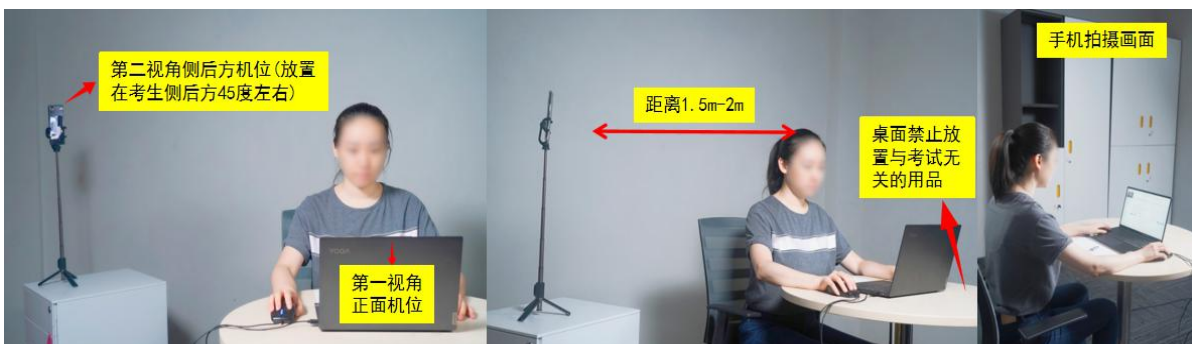 第二视角侧后方机位(放置
在考生侧后方45度左右)
第一视角
正面机位
距离1.5m-2m
桌面禁止放
置与考试无
关的用品
手机拍摄画面